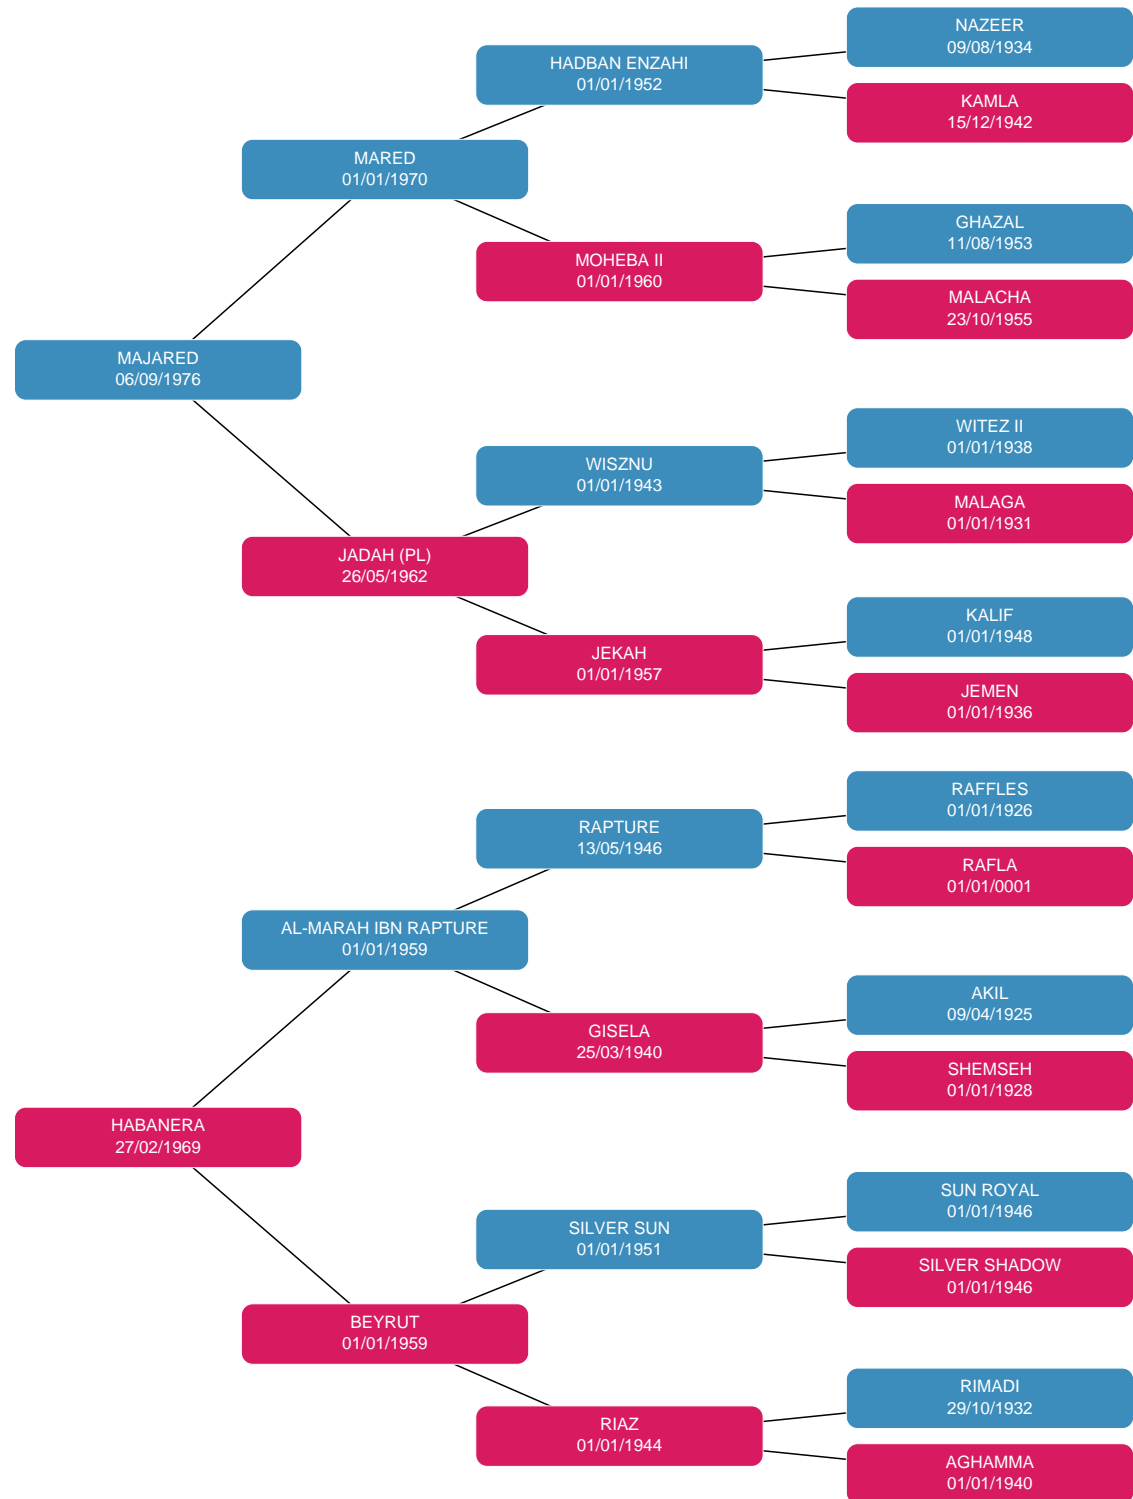 NAZEER
09/08/1934
HADBAN ENZAHI
01/01/1952
KAMLA
15/12/1942
MARED
01/01/1970
GHAZAL
11/08/1953
MOHEBA II
01/01/1960
MALACHA
23/10/1955
MAJARED
06/09/1976
WITEZ II
01/01/1938
WISZNU
01/01/1943
MALAGA
01/01/1931
JADAH (PL)
26/05/1962
KALIF
01/01/1948
JEKAH
01/01/1957
JEMEN
01/01/1936
RAFFLES
01/01/1926
RAPTURE
13/05/1946
RAFLA
01/01/0001
AL-MARAH IBN RAPTURE
01/01/1959
AKIL
09/04/1925
GISELA
25/03/1940
SHEMSEH
01/01/1928
HABANERA
27/02/1969
SUN ROYAL
01/01/1946
SILVER SUN
01/01/1951
SILVER SHADOW
01/01/1946
BEYRUT
01/01/1959
RIMADI
29/10/1932
RIAZ
01/01/1944
AGHAMMA
01/01/1940